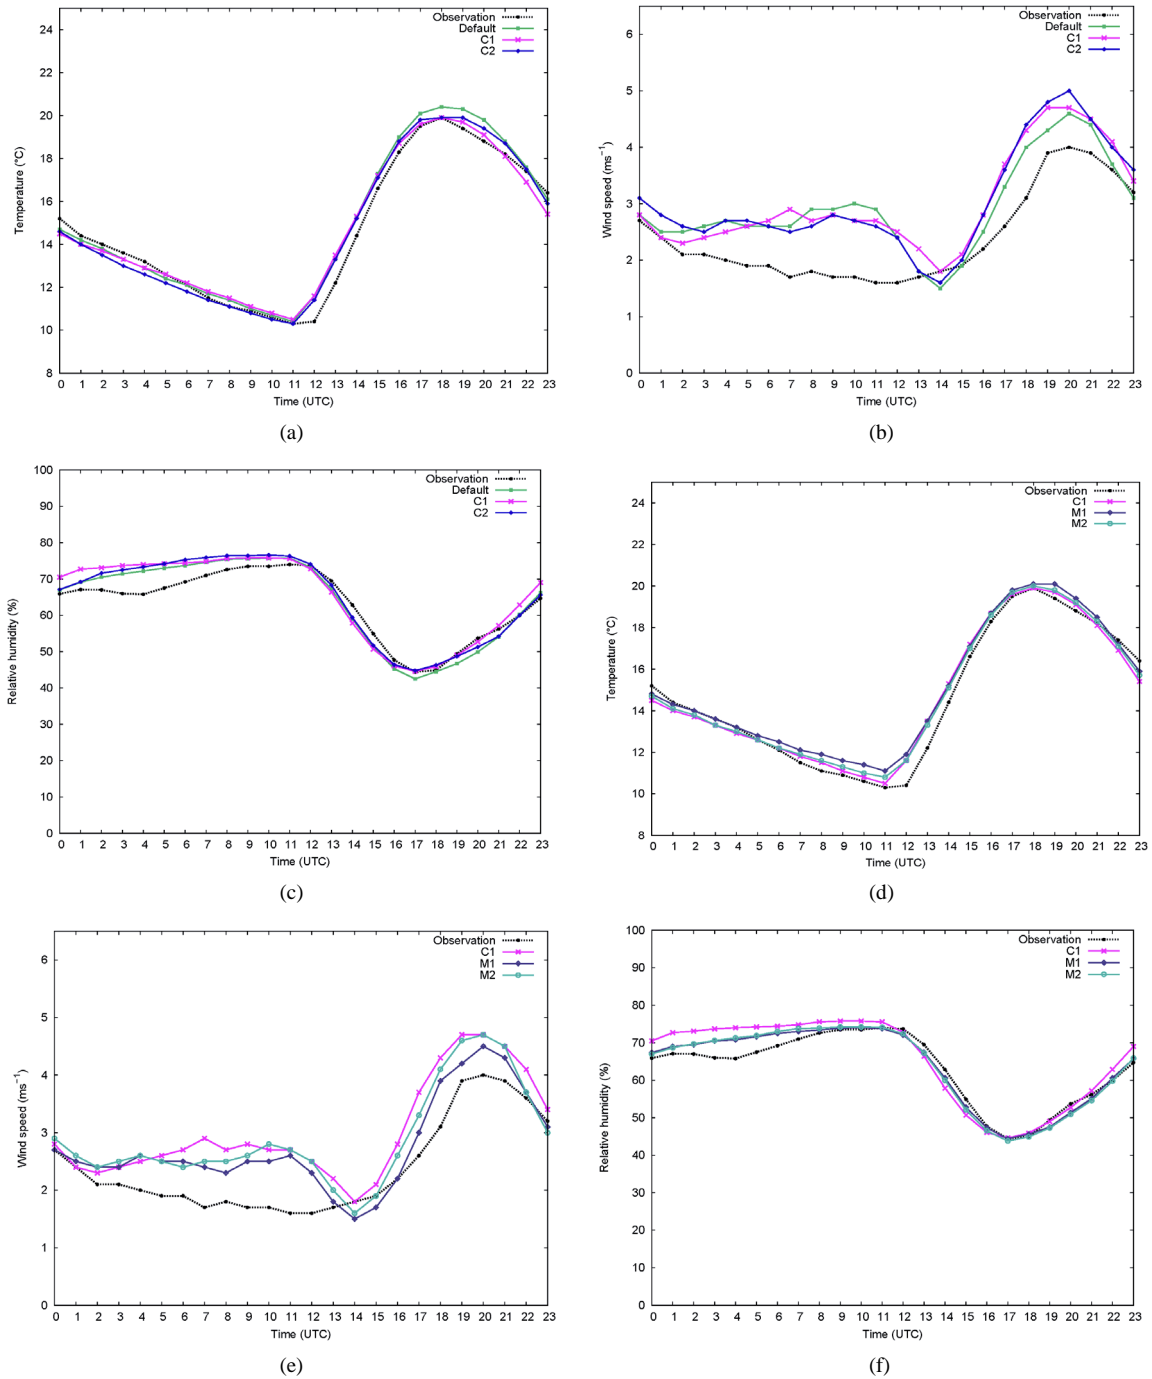 Observation
Default
C1
C2
24
22
20
18
16
14
12
10
8
Temperature (°C)
0 1 2 3 4 5 6 7 8 9 10 11 12 13 14 15 16 17 18 19 20 21 22 23
Time (UTC)
(a)
Observation
Default
C1
C2
6
5
4
3
2
1
0
Wind speed (ms⁻¹)
0 1 2 3 4 5 6 7 8 9 10 11 12 13 14 15 16 17 18 19 20 21 22 23
Time (UTC)
(b)
Observation
Default
C1
C2
100
90
80
70
60
50
40
30
20
10
0
Relative humidity (%)
0 1 2 3 4 5 6 7 8 9 10 11 12 13 14 15 16 17 18 19 20 21 22 23
Time (UTC)
(c)
Observation
C1
M1
M2
24
22
20
18
16
14
12
10
8
Temperature (°C)
0 1 2 3 4 5 6 7 8 9 10 11 12 13 14 15 16 17 18 19 20 21 22 23
Time (UTC)
(d)
Observation
C1
M1
M2
6
5
4
3
2
1
0
Wind speed (ms⁻¹)
0 1 2 3 4 5 6 7 8 9 10 11 12 13 14 15 16 17 18 19 20 21 22 23
Time (UTC)
(e)
Observation
C1
M1
M2
100
90
80
70
60
50
40
30
20
10
0
Relative humidity (%)
0 1 2 3 4 5 6 7 8 9 10 11 12 13 14 15 16 17 18 19 20 21 22 23
Time (UTC)
(f)